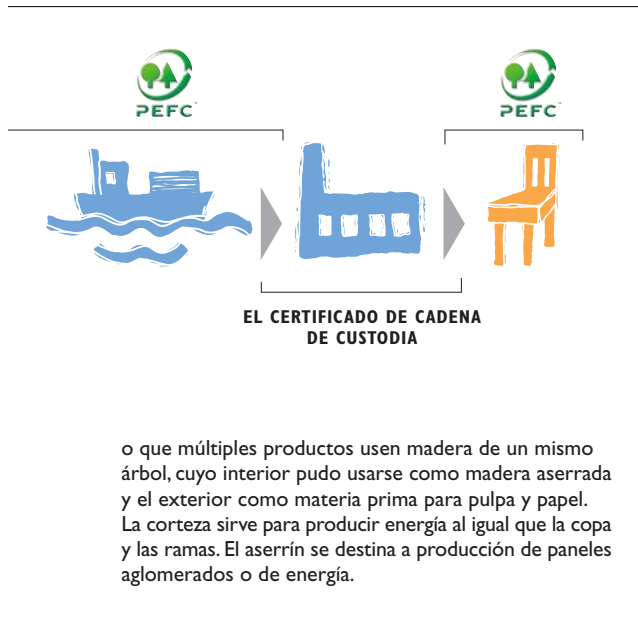 PEFC
PEFC
EL CERTIFICADO DE CADENA
DE CUSTODIA
o que múltiples productos usen madera de un mismo
árbol, cuyo interior pudo usarse como madera aserrada
y el exterior como materia prima para pulpa y papel.
La corteza sirve para producir energía al igual que la copa
y las ramas. El aserrín se destina a producción de paneles
aglomerados o de energía.